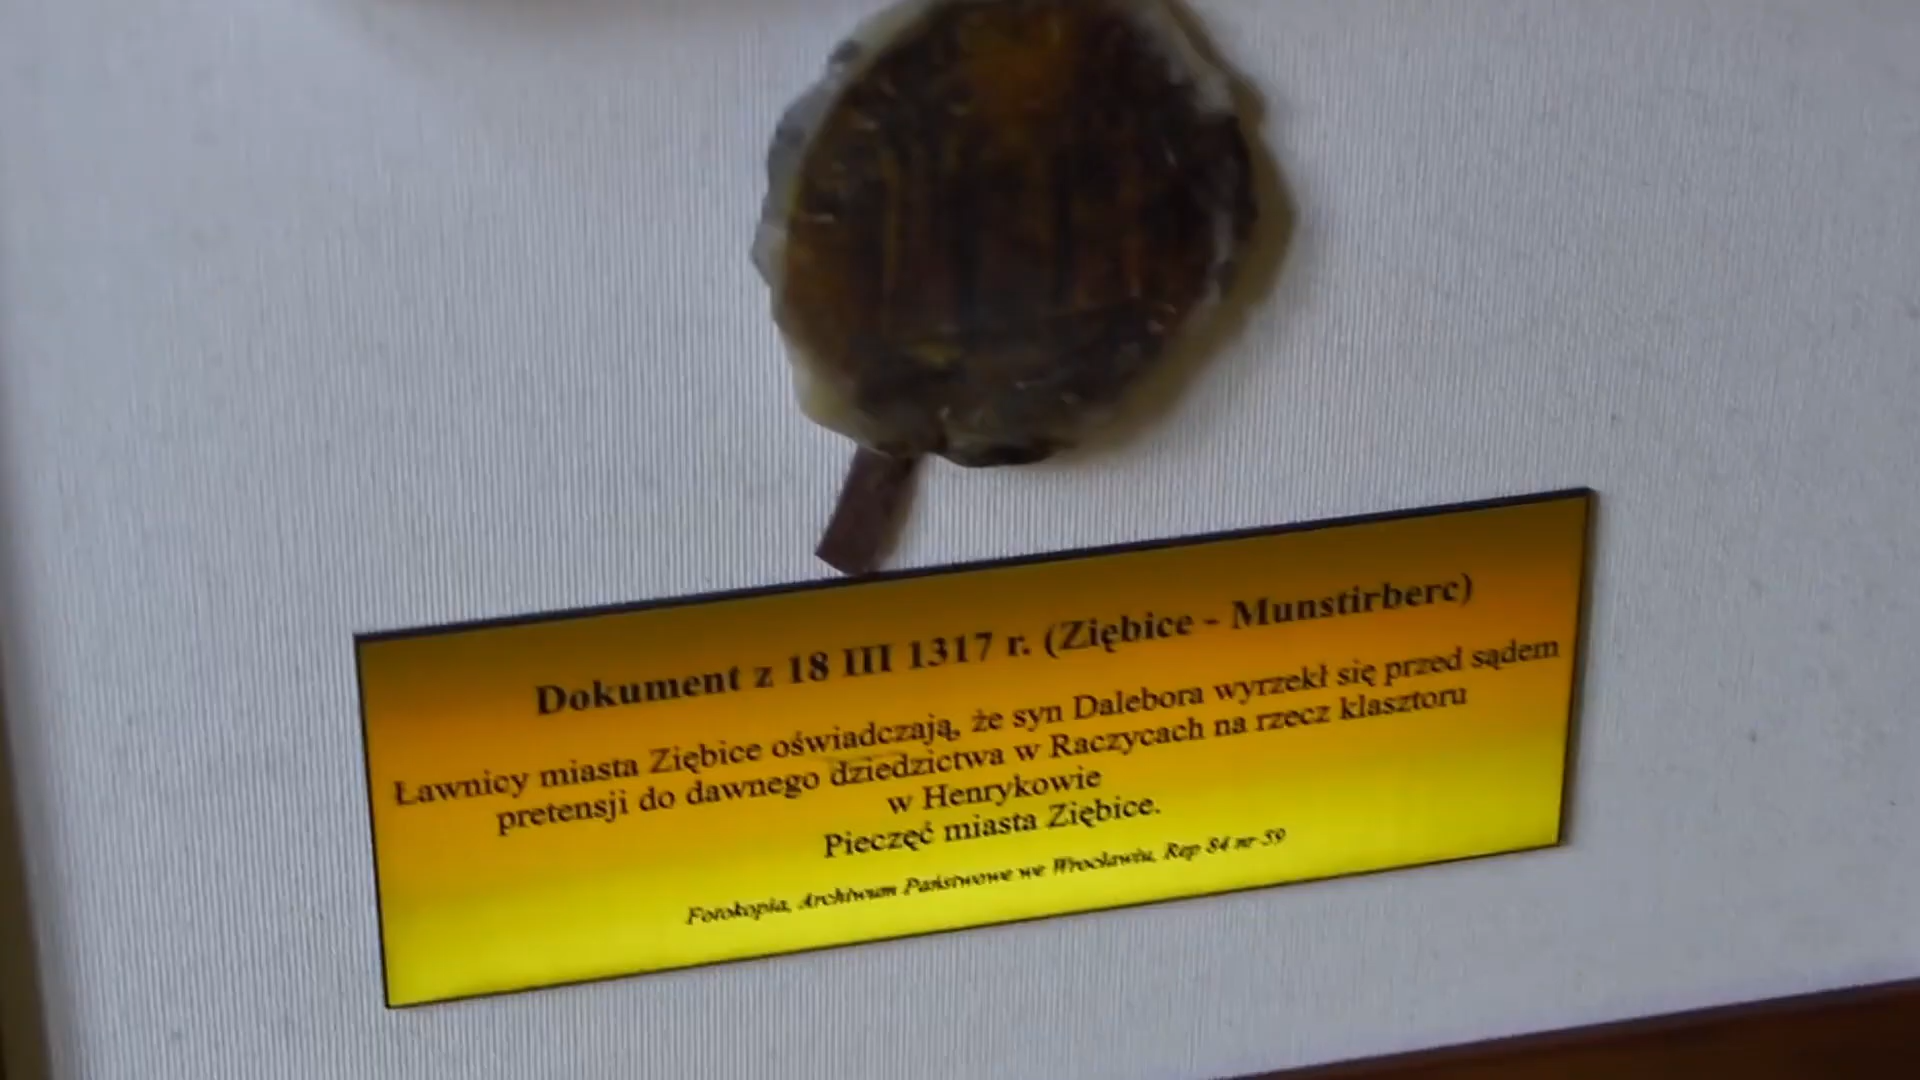 Dokument z 18 III 1317 r. (Ziębice - Munstirberc)
Ławnicy miasta Ziębice oświadczają, że syn Dalebora wyrzekł się przed sądem
pretensji do dawnego dziedzictwa w Raczycach na rzecz klasztoru
w Henrykowie
Pieczęć miasta Ziębice.
Fotokopia, Archiwum Państwowe we Wrocławiu, Rep 84 nr 59